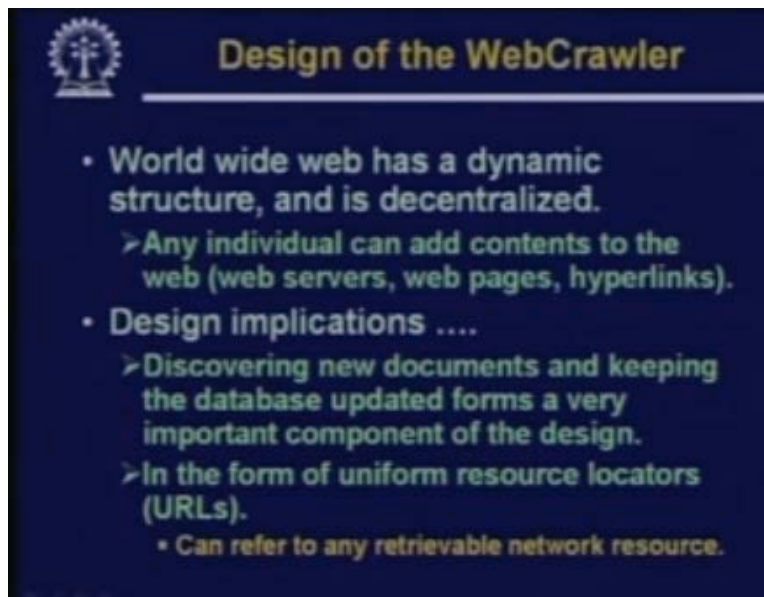 Design of the WebCrawler
• World wide web has a dynamic
structure, and is decentralized.
➢Any individual can add contents to the
web (web servers, web pages, hyperlinks).
• Design implications ....
➢Discovering new documents and keeping
the database updated forms a very
important component of the design.
➢In the form of uniform resource locators
(URLs).
▪ Can refer to any retrievable network resource.